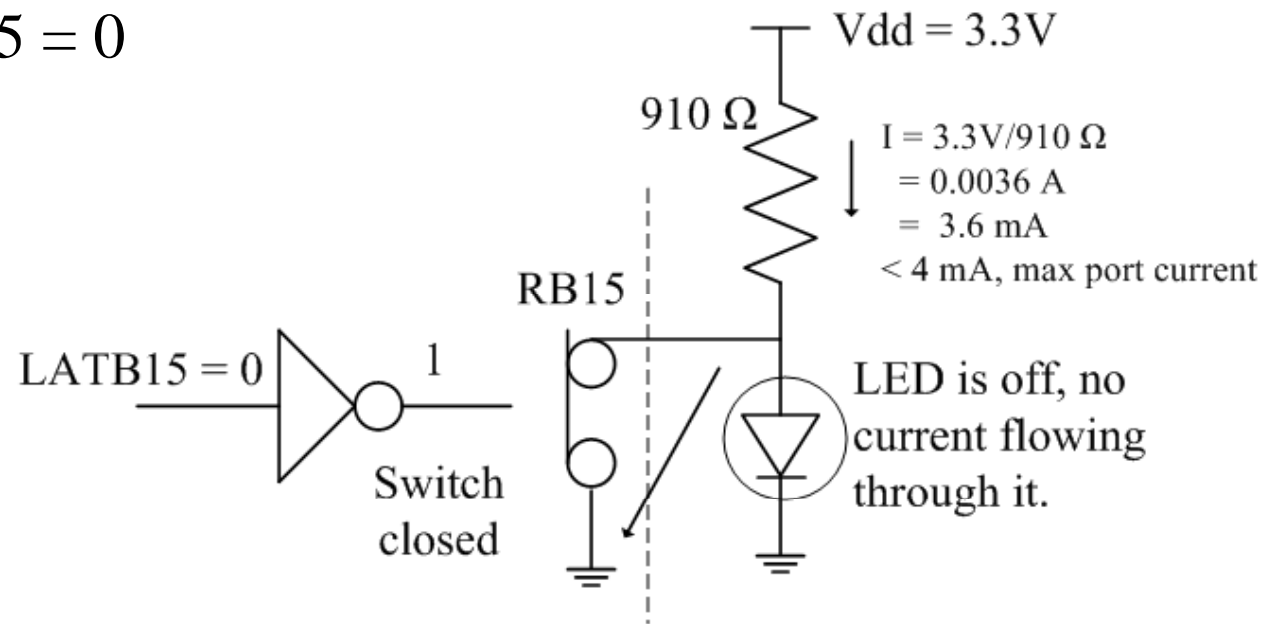 5 = 0
Vdd = 3.3V
910 Ω
I = 3.3V/910 Ω
= 0.0036 A
= 3.6 mA
< 4 mA, max port current
RB15
LATB15 = 0
1
Switch
closed
LED is off, no
current flowing
through it.